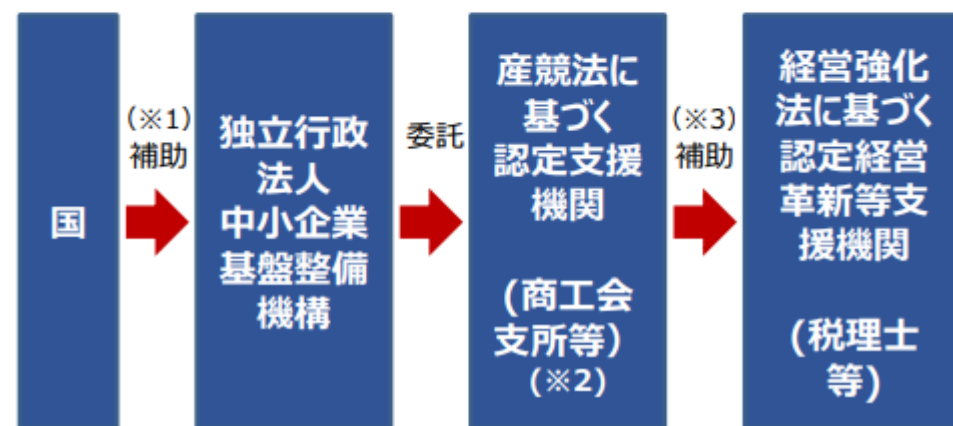 国
(※1)
補助
独立行政
法人
中小企業
基盤整備
機構
委託
産競法に
基づく
認定支援
機関
(商工会
支所等)
(※2)
(※3)
補助
経営強化
法に基づく
認定経営
革新等支
援機関
(税理士
等)